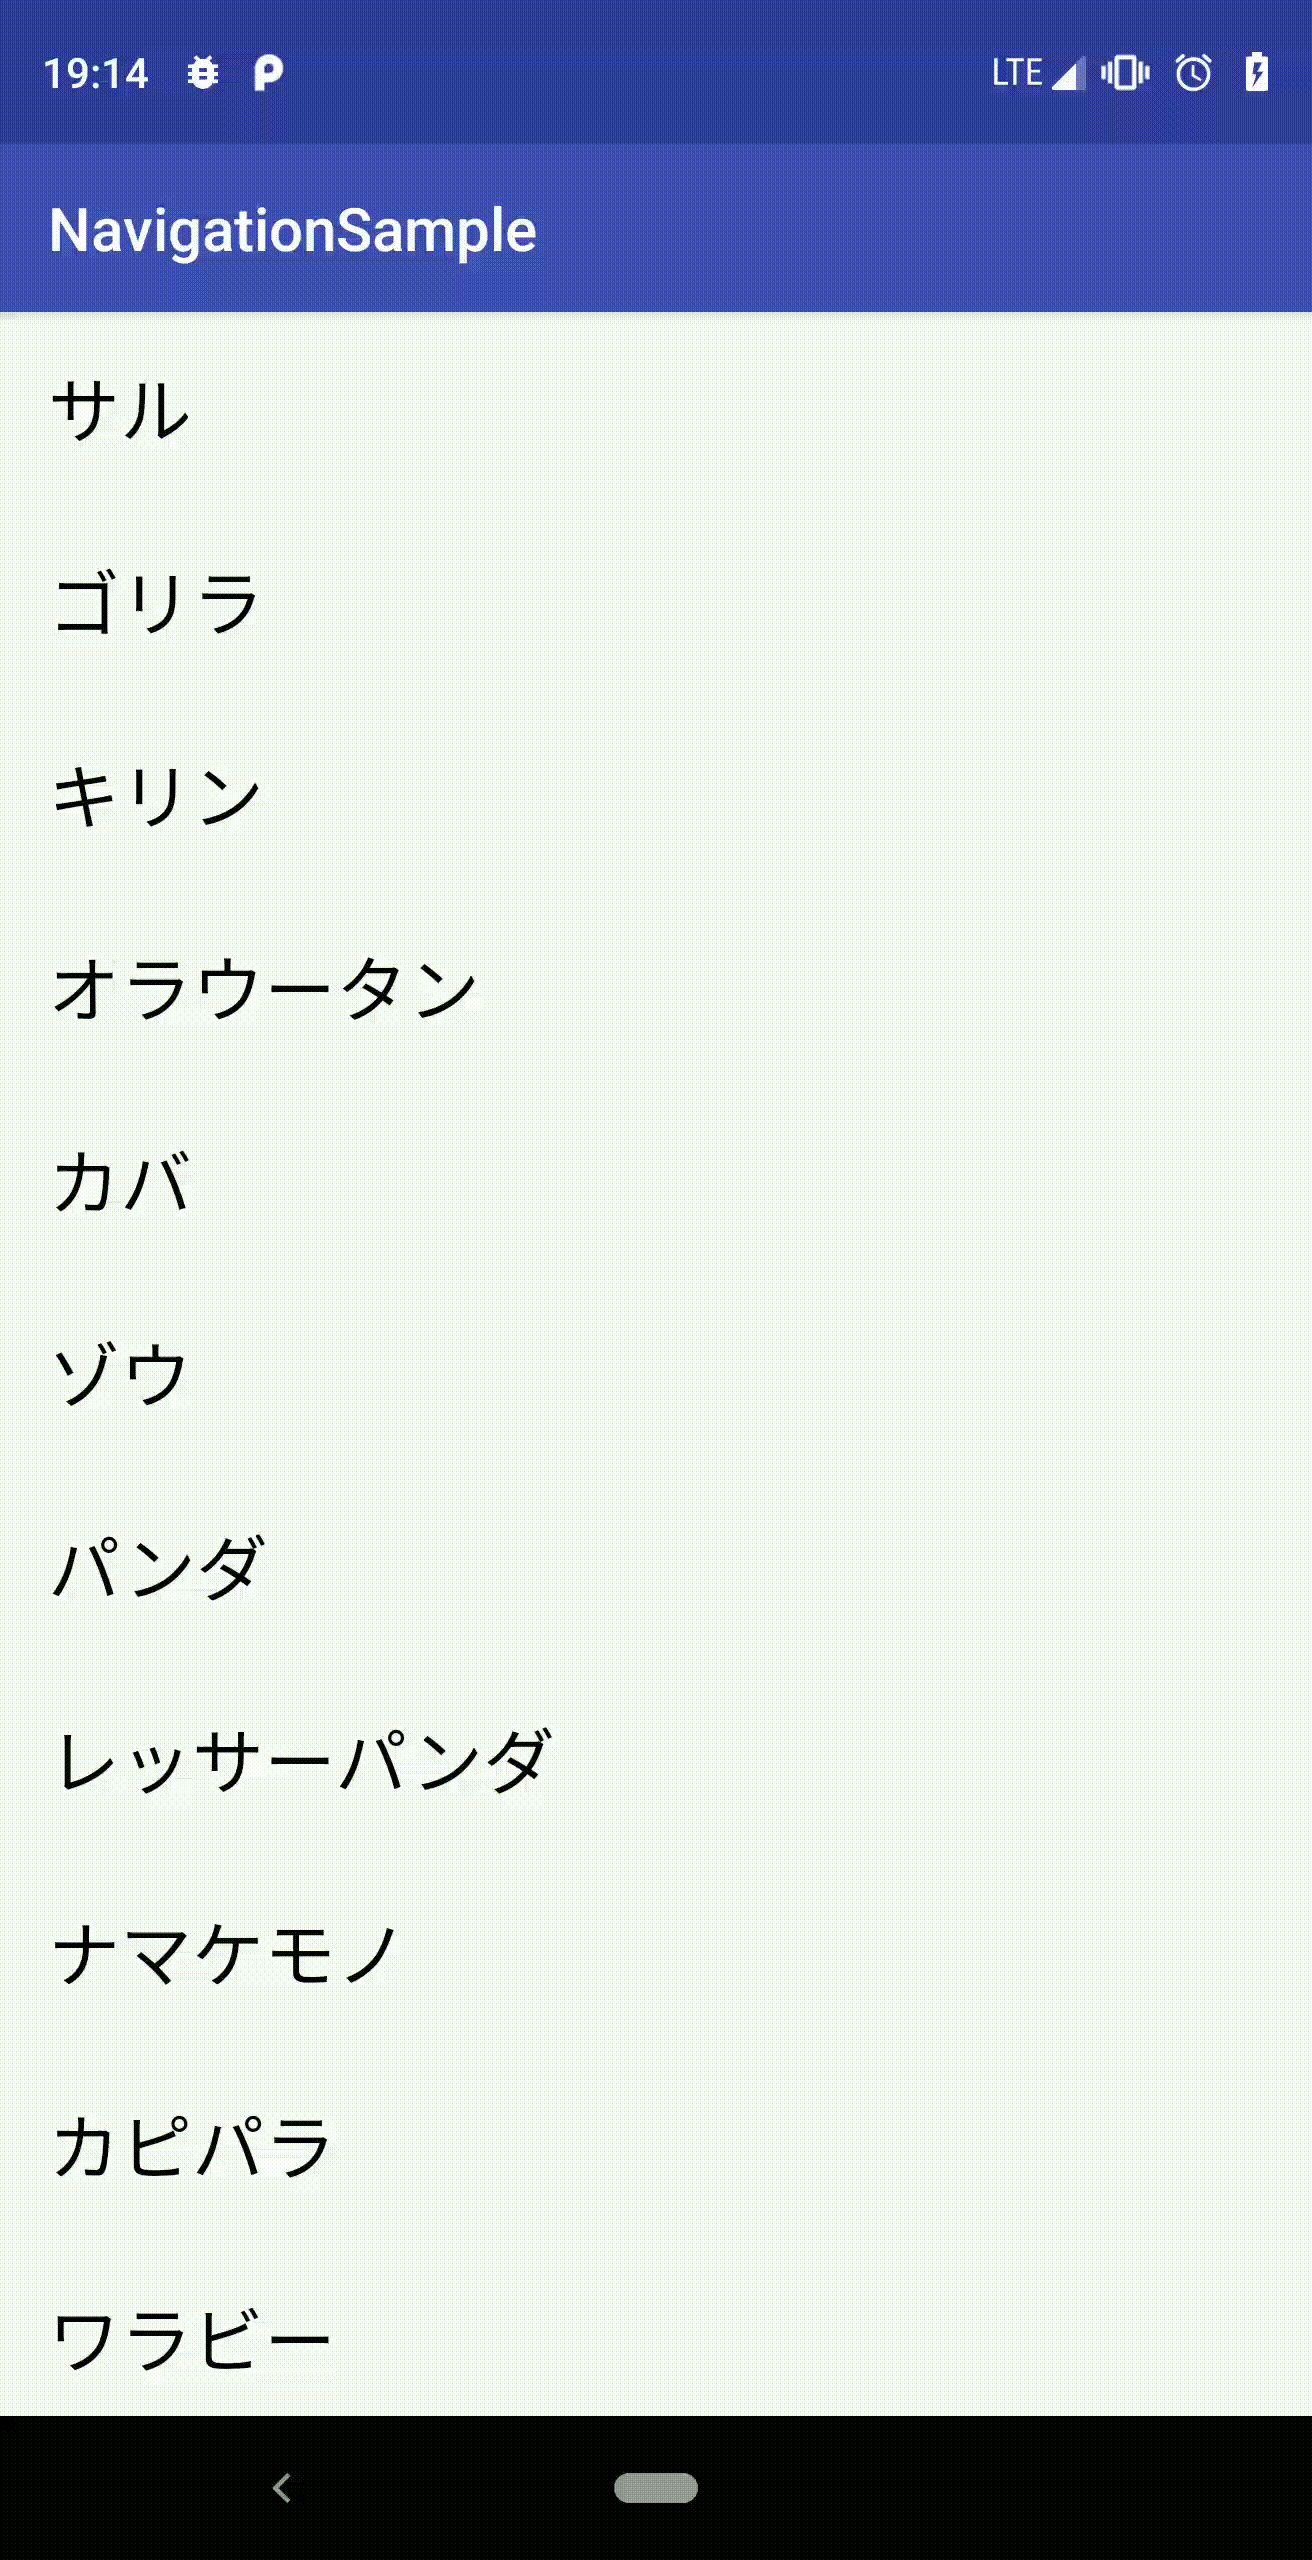 19:14 LTE
NavigationSample
サル
ゴリラ
キリン
オラウータン
カバ
ゾウ
パンダ
レッサーパンダ
ナマケモノ
カピパラ
ワラビー